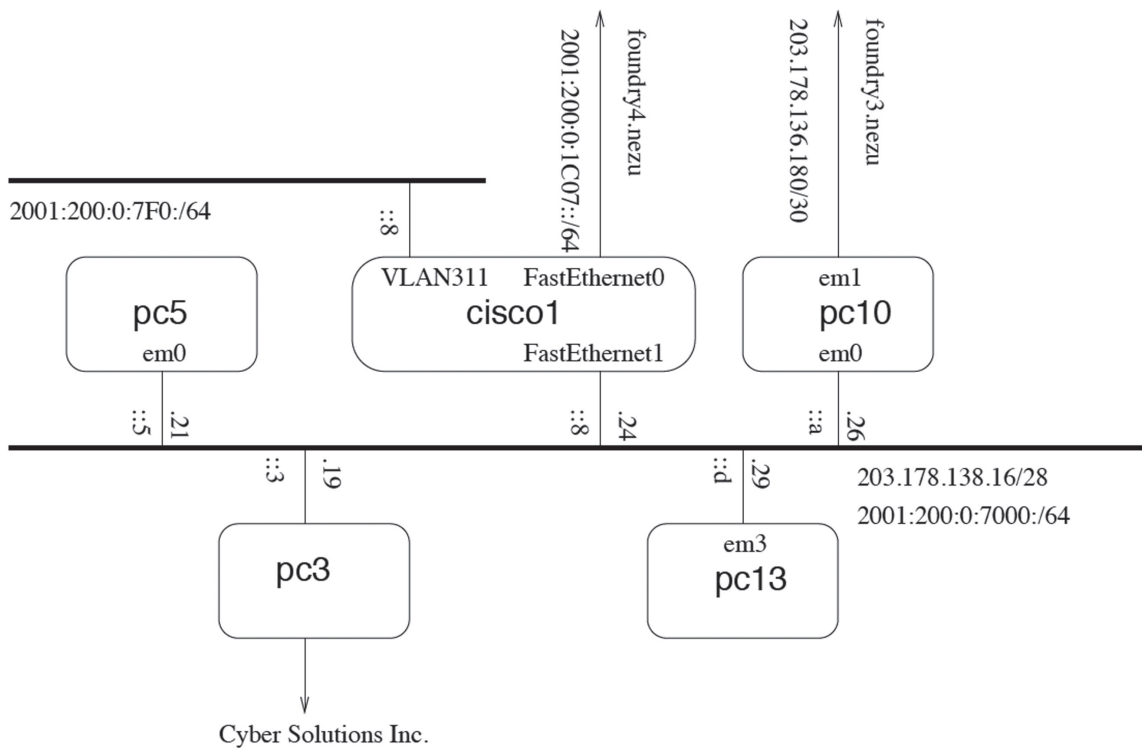 foundry4.nezu
2001:200:0:1C07::/64
foundry3.nezu
203.178.136.180/30
2001:200:0:7F0:/64
::8
VLAN311
FastEthernet0
cisco1
FastEthernet1
pc5
em0
em1
pc10
em0
.21
::5
.24
::8
.26
::a
.19
::3
.29
::d
203.178.138.16/28
2001:200:0:7000:/64
pc3
em3
pc13
Cyber Solutions Inc.